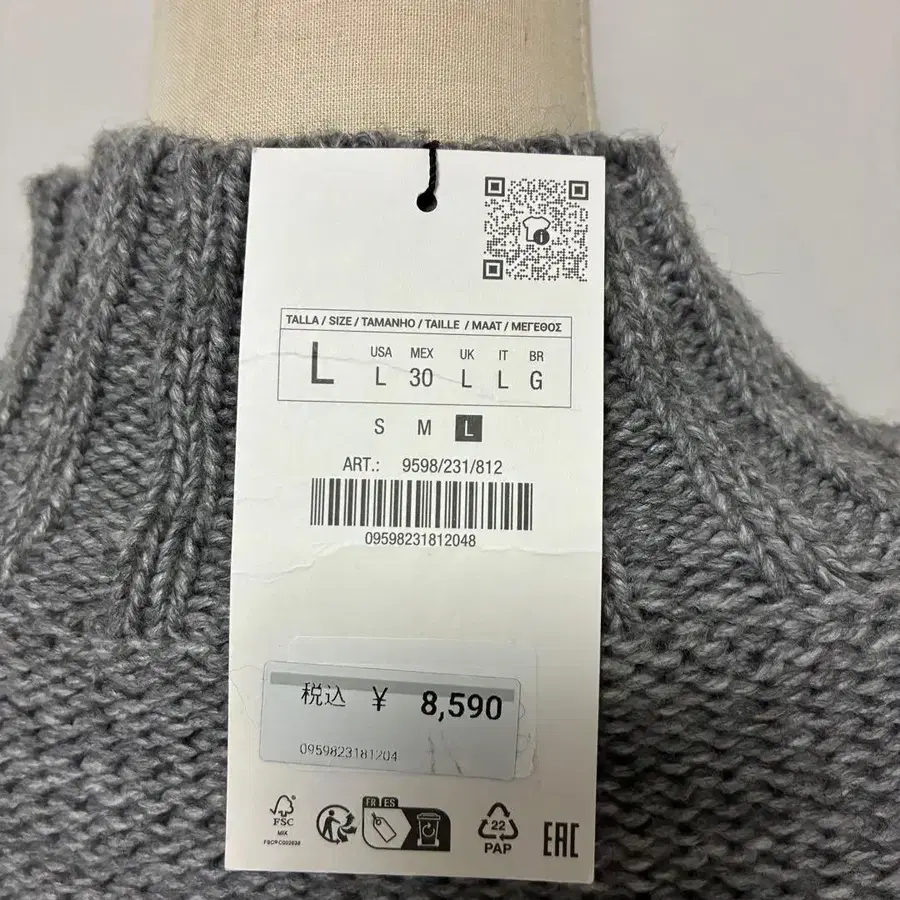 TALLA / SIZE / TAMANHO / TAILLE / MAAT / ΜΕΓΕΘΟΣ
L
USA MEX UK IT BR
L 30 L L G
S M L
ART.: 9598/231/812
09598231812048
税込 ¥ 8,590
0959823181204
FR ES
FSC
MIX
22
PAP
EAC